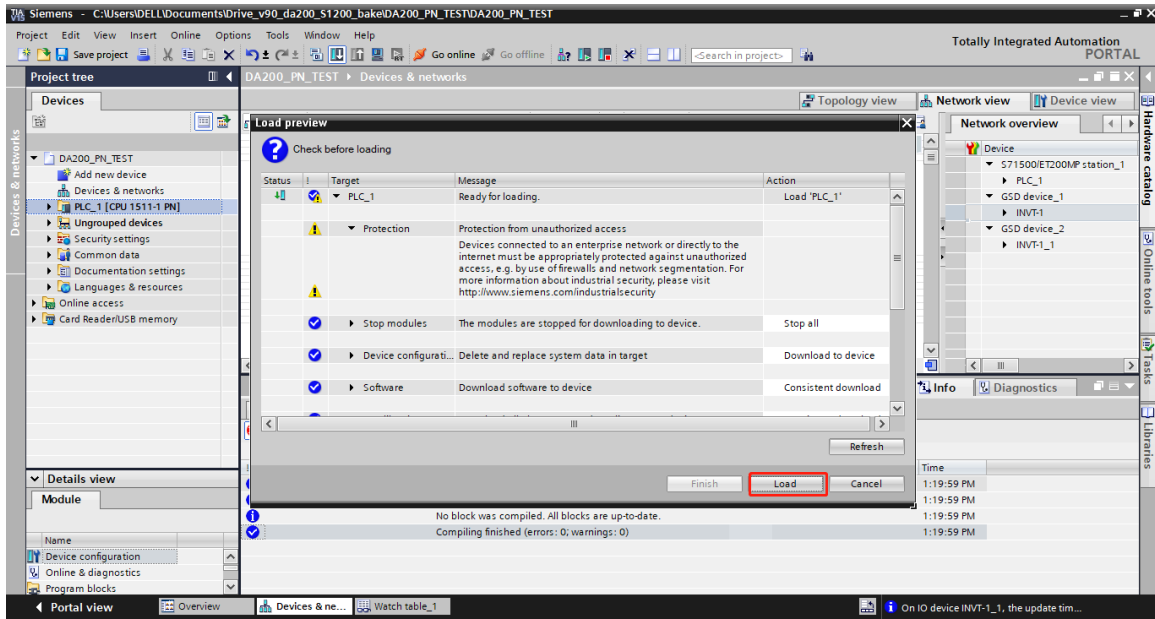 Siemens - C:\Users\DELL\Documents\Drive_v90_da200_S1200_bake\DA200_PN_TEST\DA200_PN_TEST
Project Edit View Insert Online Options Tools Window Help
Totally Integrated Automation
PORTAL
Save project
Go online
Go offline
<Search in project>
Project tree
DA200_PN_TEST › Devices & networks
Devices
Topology view
Network view
Device view
Devices & networks
DA200_PN_TEST
Add new device
Devices & networks
PLC_1 [CPU 1511-1 PN]
Ungrouped devices
Security settings
Common data
Documentation settings
Languages & resources
Online access
Card Reader/USB memory
Load preview
Check before loading
Status ! Target Message Action
PLC_1 Ready for loading. Load 'PLC_1'
Protection Protection from unauthorized access
Devices connected to an enterprise network or directly to the
internet must be appropriately protected against unauthorized
access, e.g. by use of firewalls and network segmentation. For
more information about industrial security, please visit
http://www.siemens.com/industrialsecurity
Stop modules The modules are stopped for downloading to device. Stop all
Device configurati... Delete and replace system data in target Download to device
Software Download software to device Consistent download
Refresh
Finish
Load
Cancel
Network overview
Device
S71500/ET200MP station_1
PLC_1
GSD device_1
INVT-1
GSD device_2
INVT-1_1
Hardware catalog
Online tools
Tasks
Libraries
Info
Diagnostics
Time
1:19:59 PM
1:19:59 PM
No block was compiled. All blocks are up-to-date. 1:19:59 PM
Compiling finished (errors: 0; warnings: 0) 1:19:59 PM
Details view
Module
Name
Device configuration
Online & diagnostics
Program blocks
Portal view
Overview
Devices & ne...
Watch table_1
On IO device INVT-1_1, the update tim...